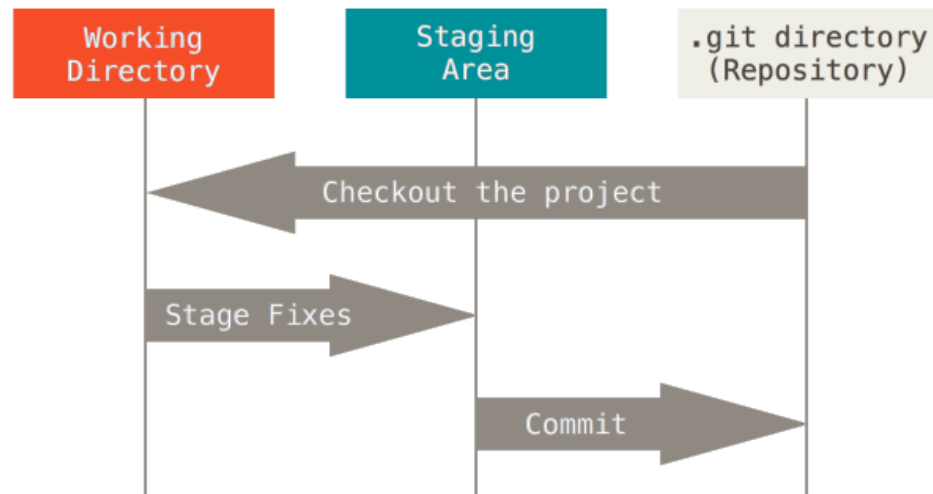 Working
Directory
Staging
Area
.git directory
(Repository)
Checkout the project
Stage Fixes
Commit